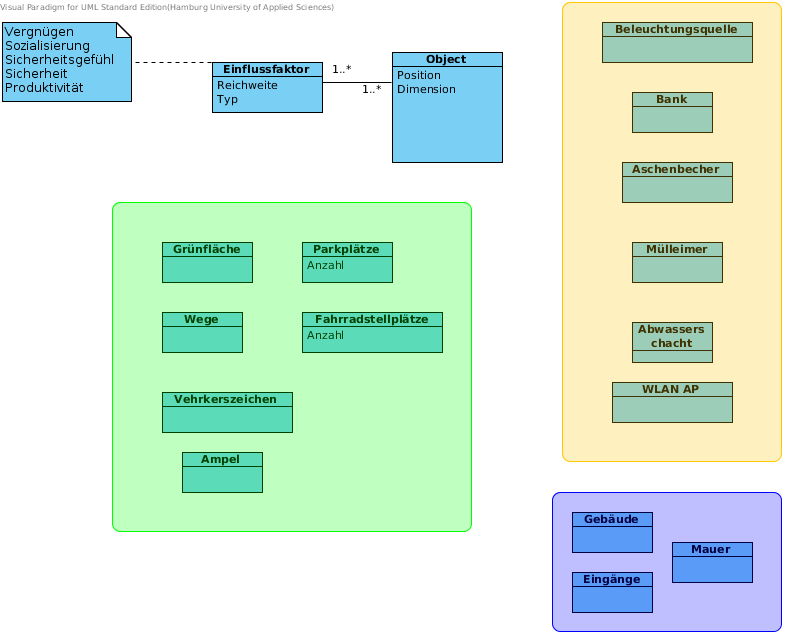 Visual Paradigm for UML Standard Edition(Hamburg University of Applied Sciences)
Vergnügen
Sozialisierung
Sicherheitsgefühl
Sicherheit
Produktivität
Einflussfaktor
Reichweite
Typ
1..*
1..*
Object
Position
Dimension
Beleuchtungsquelle
Bank
Aschenbecher
Mülleimer
Abwassers
chacht
WLAN AP
Grünfläche
Parkplätze
Anzahl
Wege
Fahrradstellplätze
Anzahl
Vehrkerszeichen
Ampel
Gebäude
Mauer
Eingänge